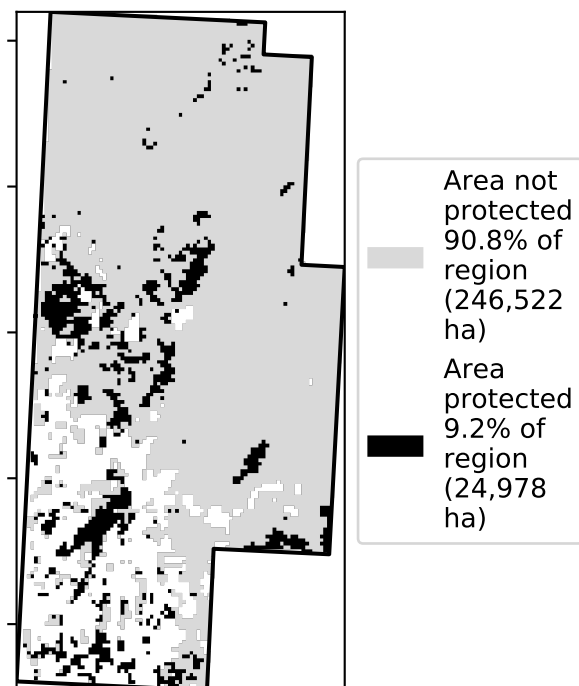 Area not
protected
90.8% of
region
(246,522
ha)
Area
protected
9.2% of
region
(24,978
ha)